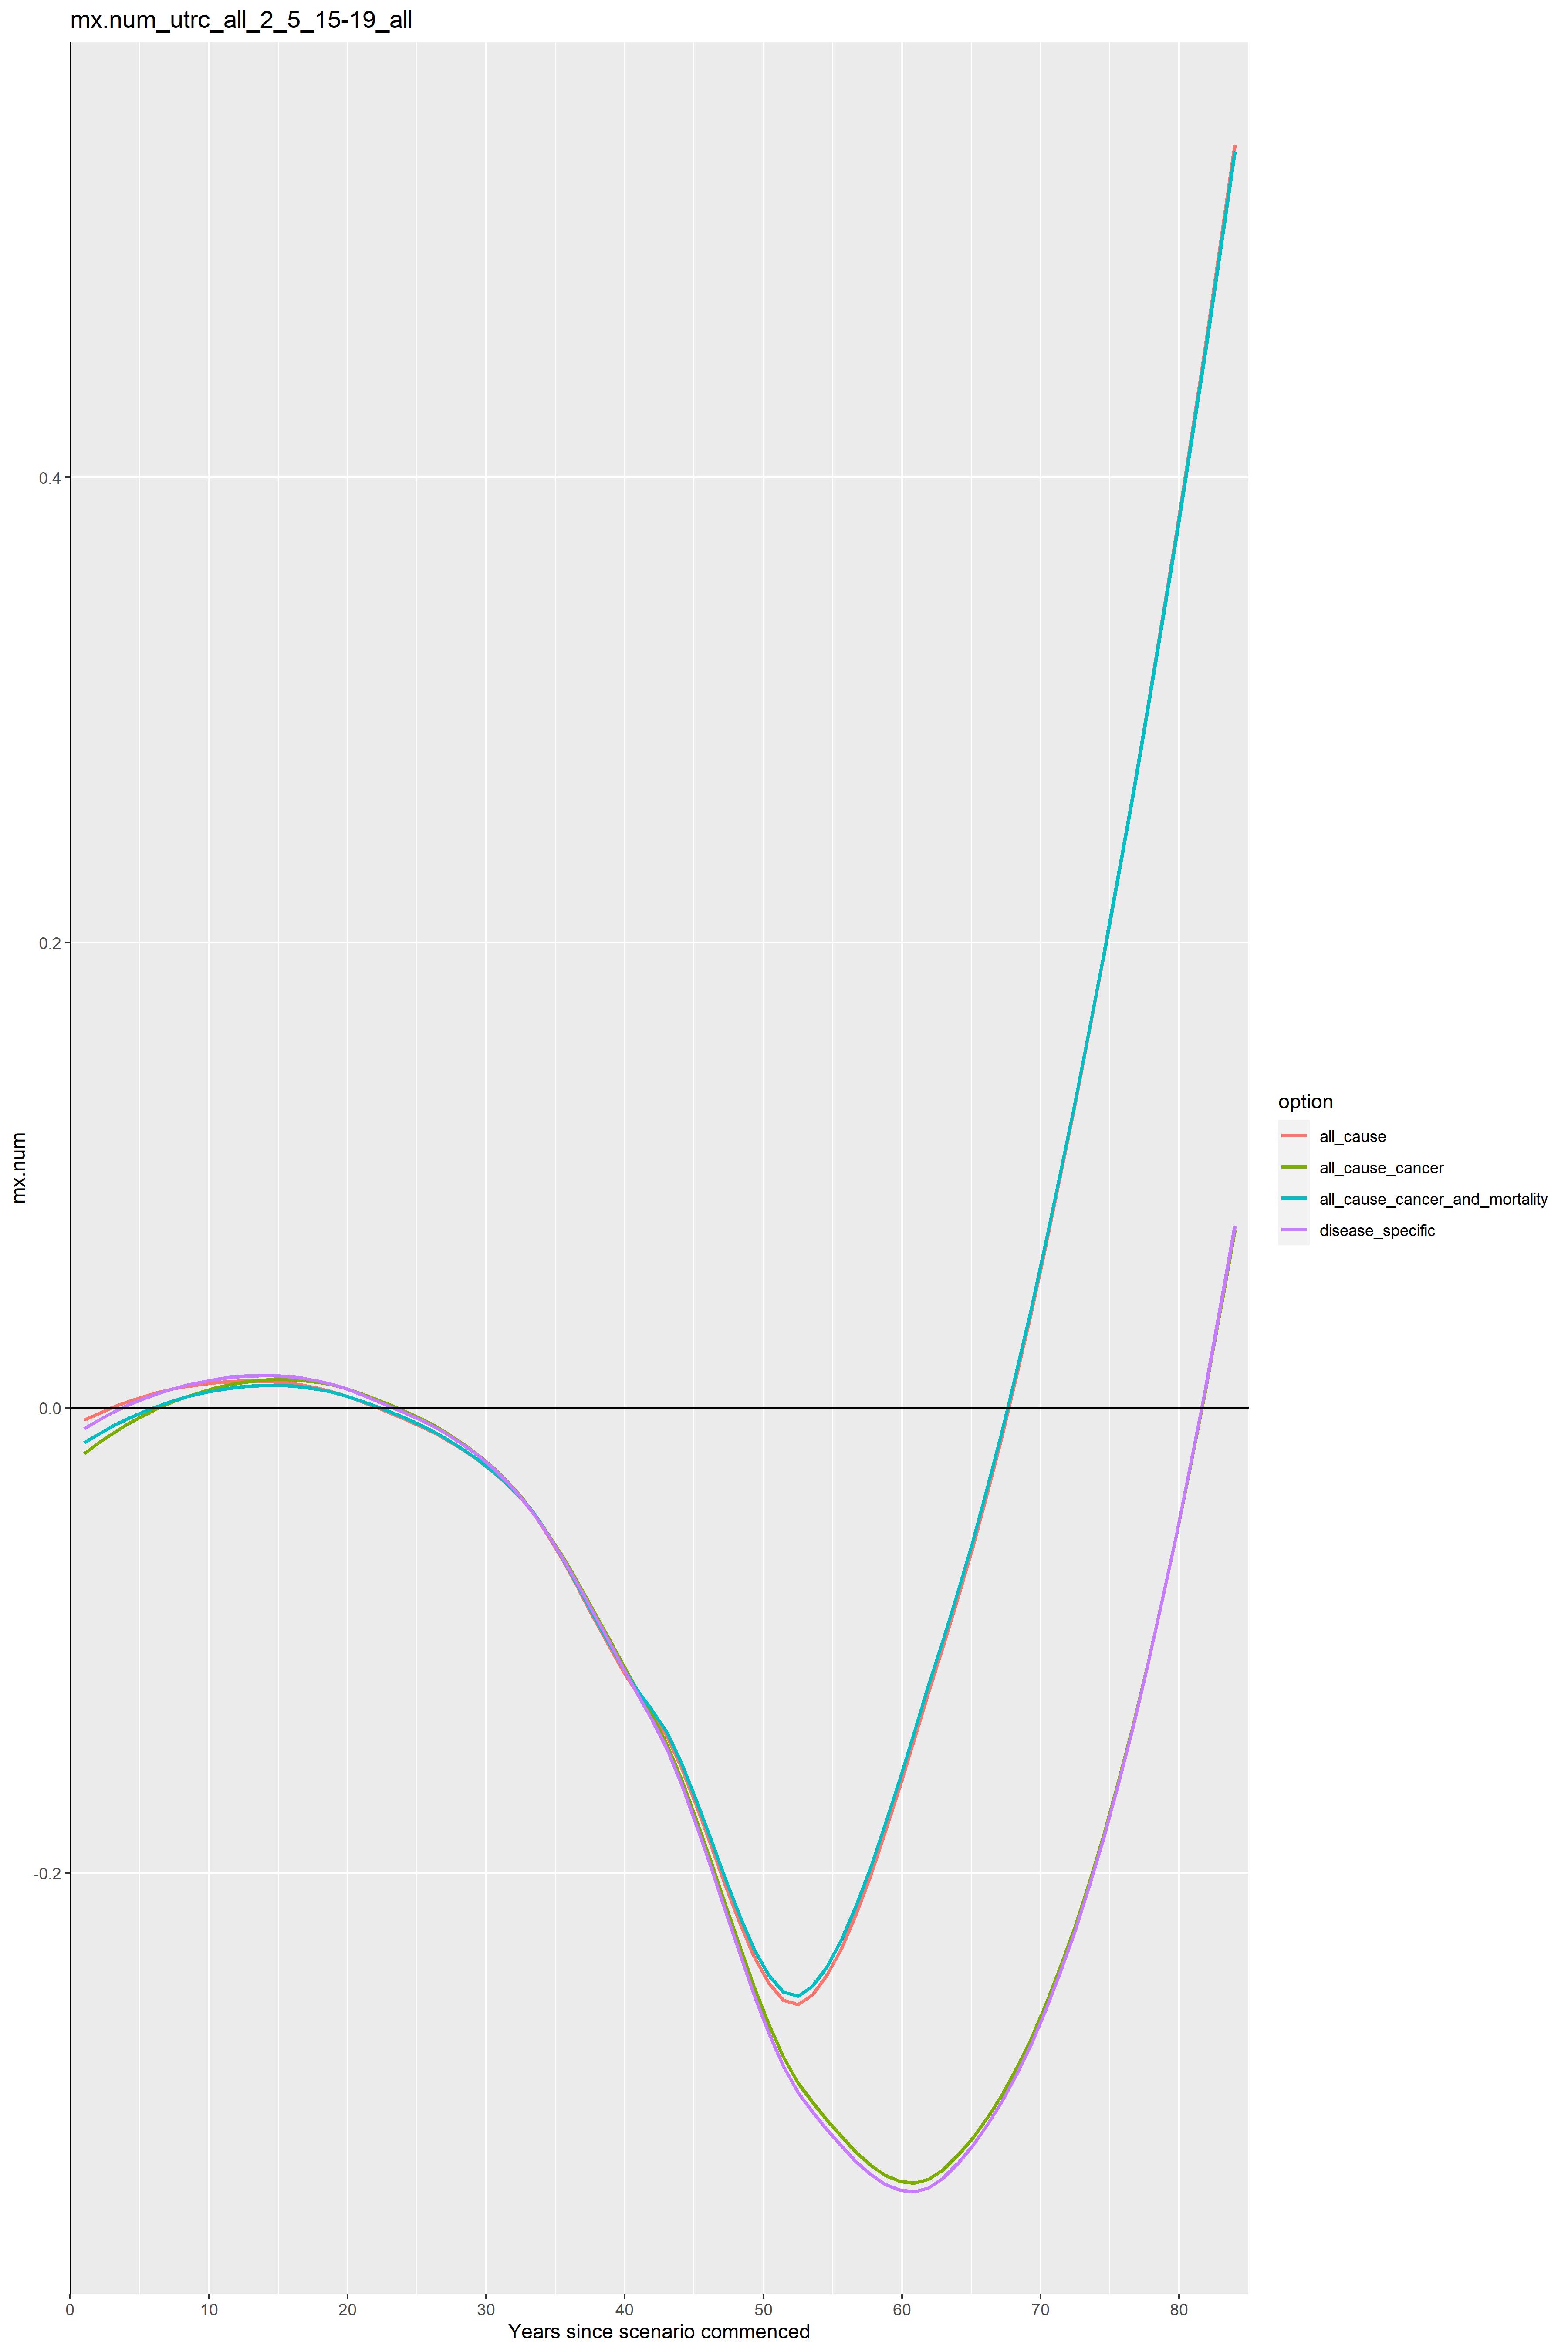 mx.num_utrc_all_2_5_15-19_all
mx.num
0.4
0.2
0.0
-0.2
0 10 20 30 40 50 60 70 80
Years since scenario commenced
option
all_cause
all_cause_cancer
all_cause_cancer_and_mortality
disease_specific